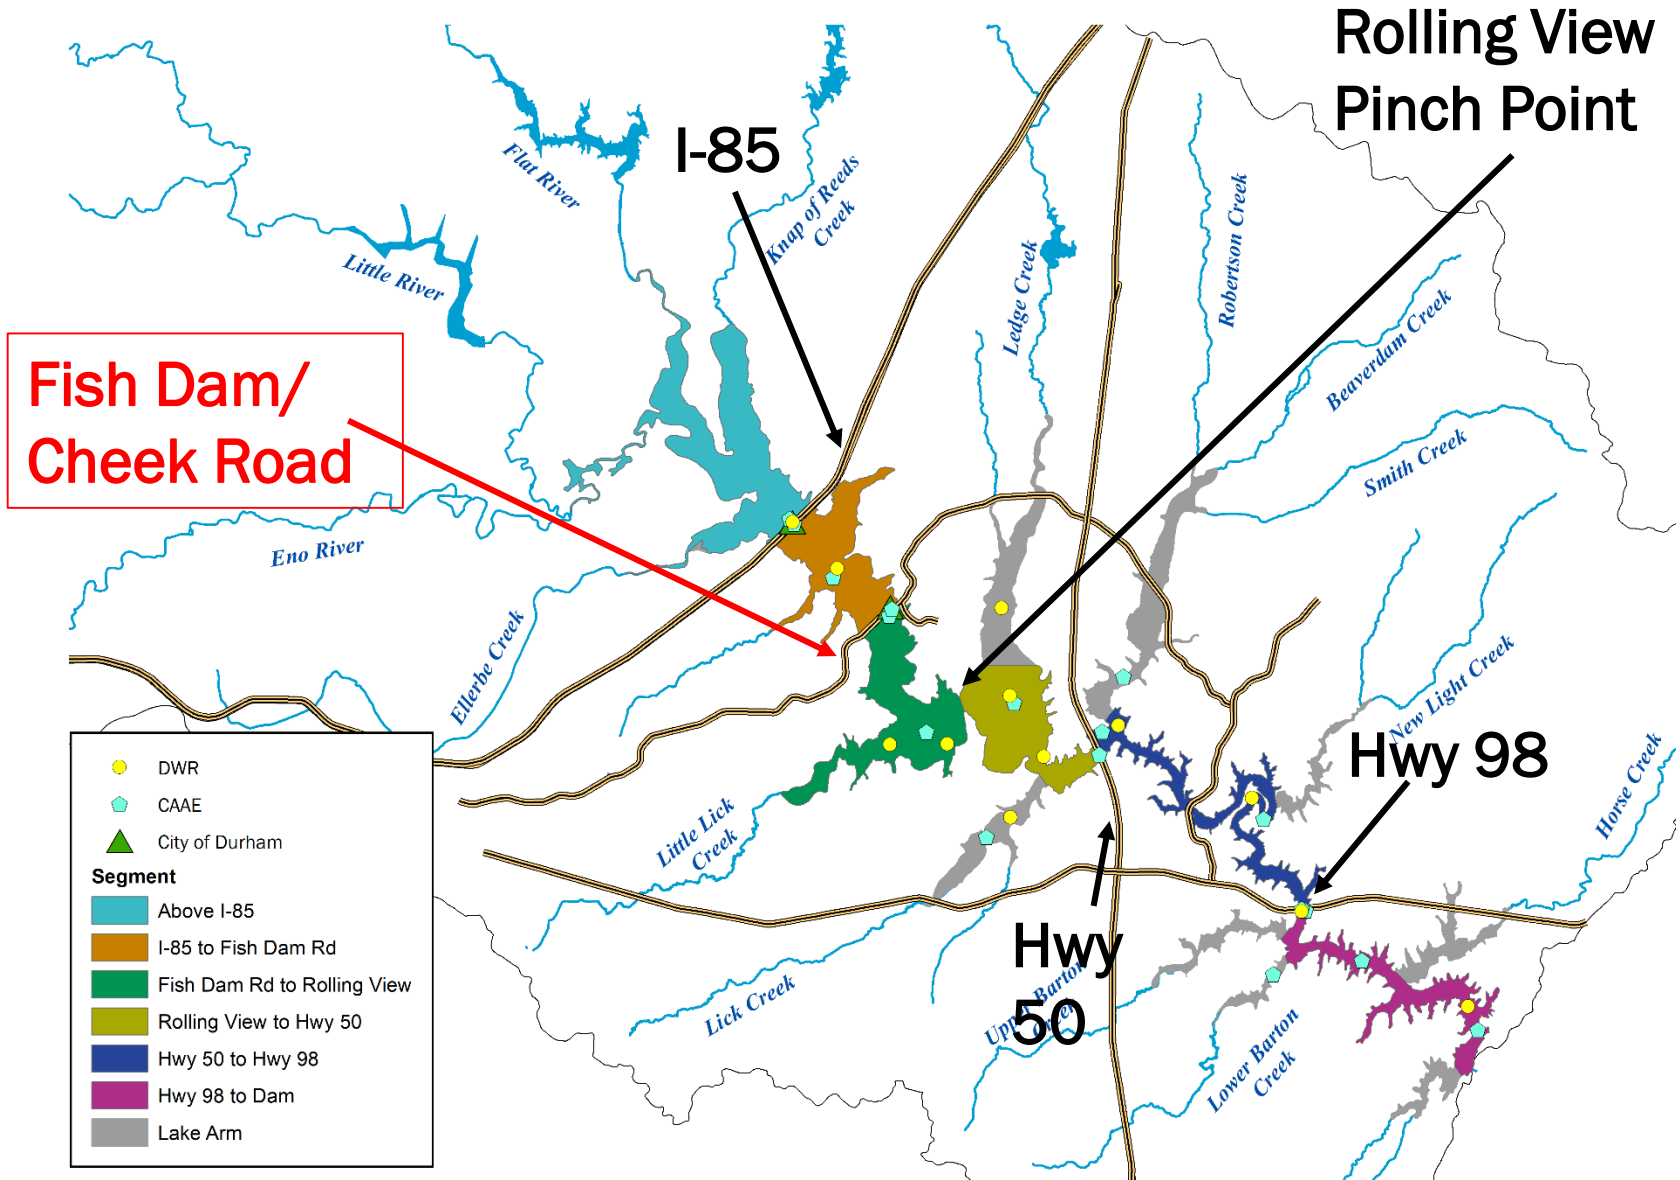 Rolling View
Pinch Point
I-85
Flat River
Knap of Reeds
Creek
Little River
Ledge Creek
Robertson Creek
Beaverdam Creek
Smith Creek
Fish Dam/
Cheek Road
Eno River
Ellerbe Creek
New Light Creek
Hwy 98
Horse Creek
Little Lick
Creek
Lick Creek
Hwy
50
Upper Barton
Creek
Lower Barton
Creek
DWR
CAAE
City of Durham
Segment
Above I-85
I-85 to Fish Dam Rd
Fish Dam Rd to Rolling View
Rolling View to Hwy 50
Hwy 50 to Hwy 98
Hwy 98 to Dam
Lake Arm